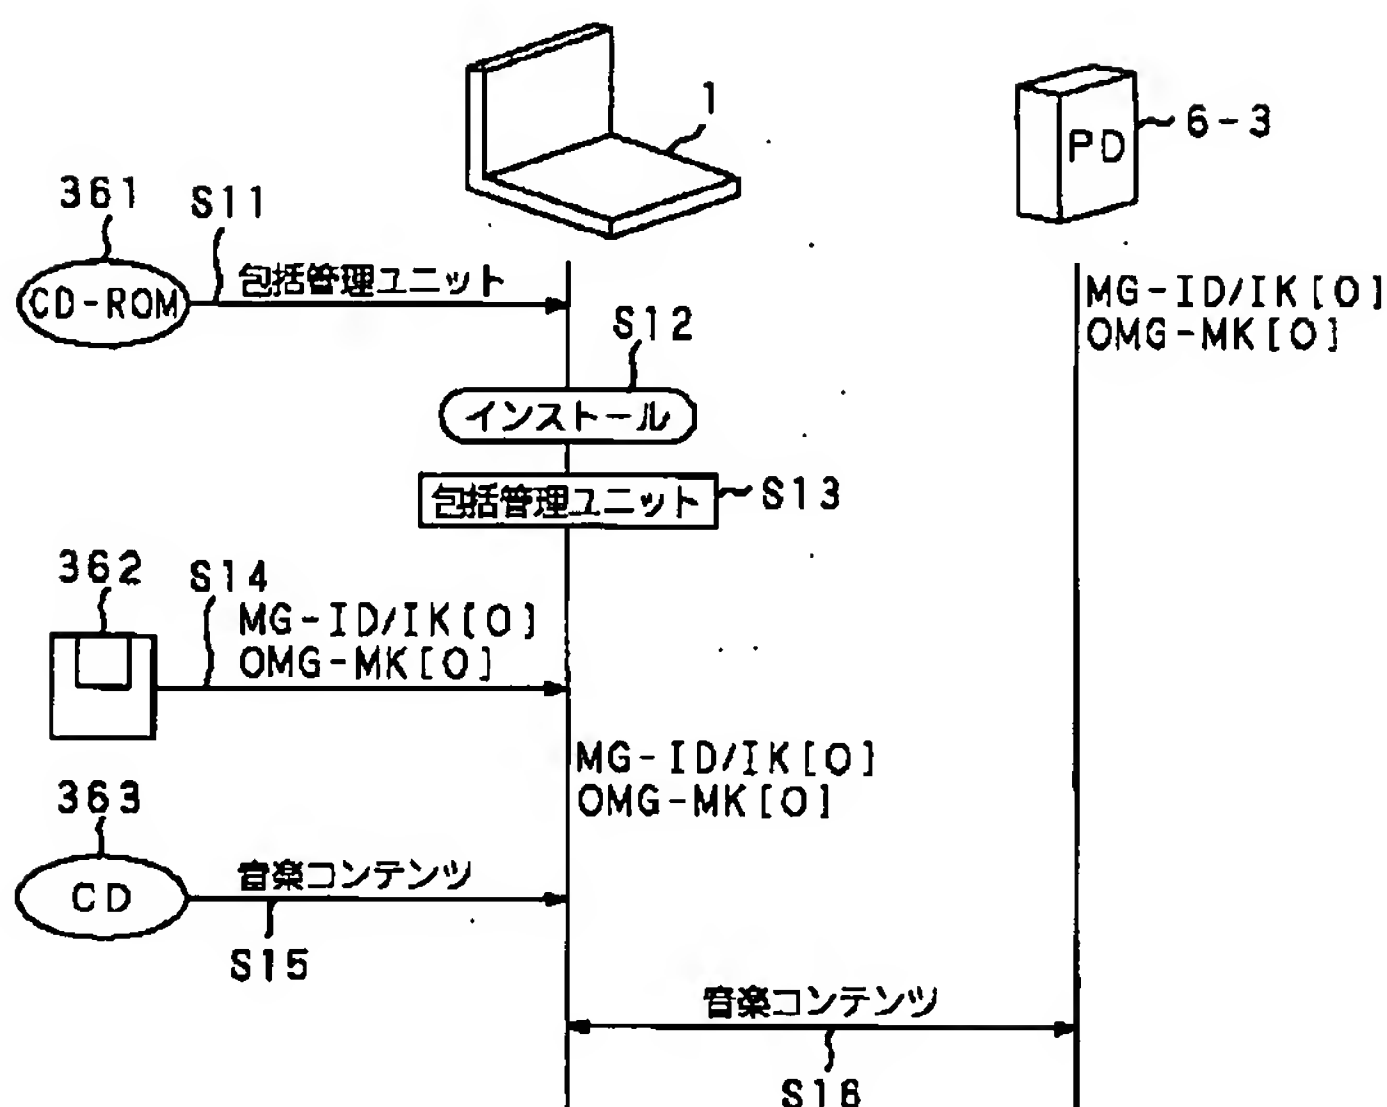 1
PD
6-3
361
S11
CD-ROM
包括管理ユニット
MG-ID/IK[0]
OMG-MK[0]
S12
インストール
包括管理ユニット
S13
362
S14
MG-ID/IK[0]
OMG-MK[0]
MG-ID/IK[0]
OMG-MK[0]
363
CD
音楽コンテンツ
S15
音楽コンテンツ
S16